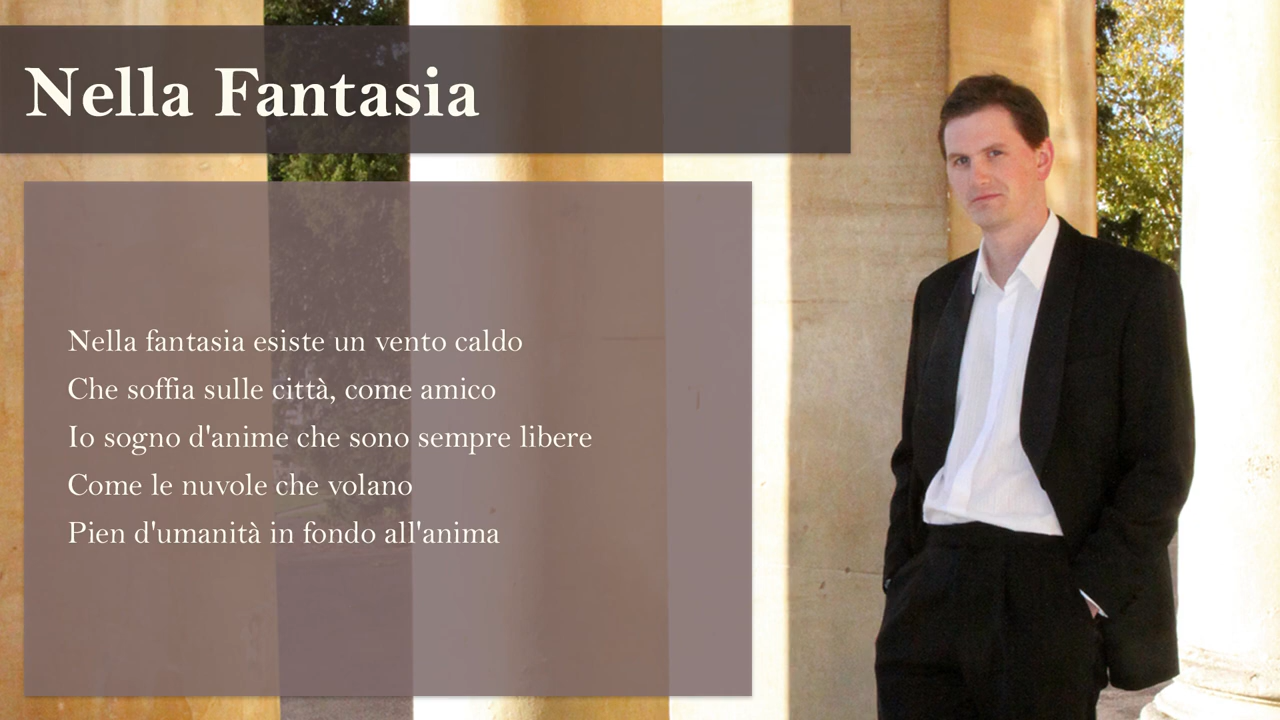 Nella Fantasia
Nella fantasia esiste un vento caldo
Che soffia sulle città, come amico
Io sogno d'anime che sono sempre libere
Come le nuvole che volano
Pien d'umanità in fondo all'anima